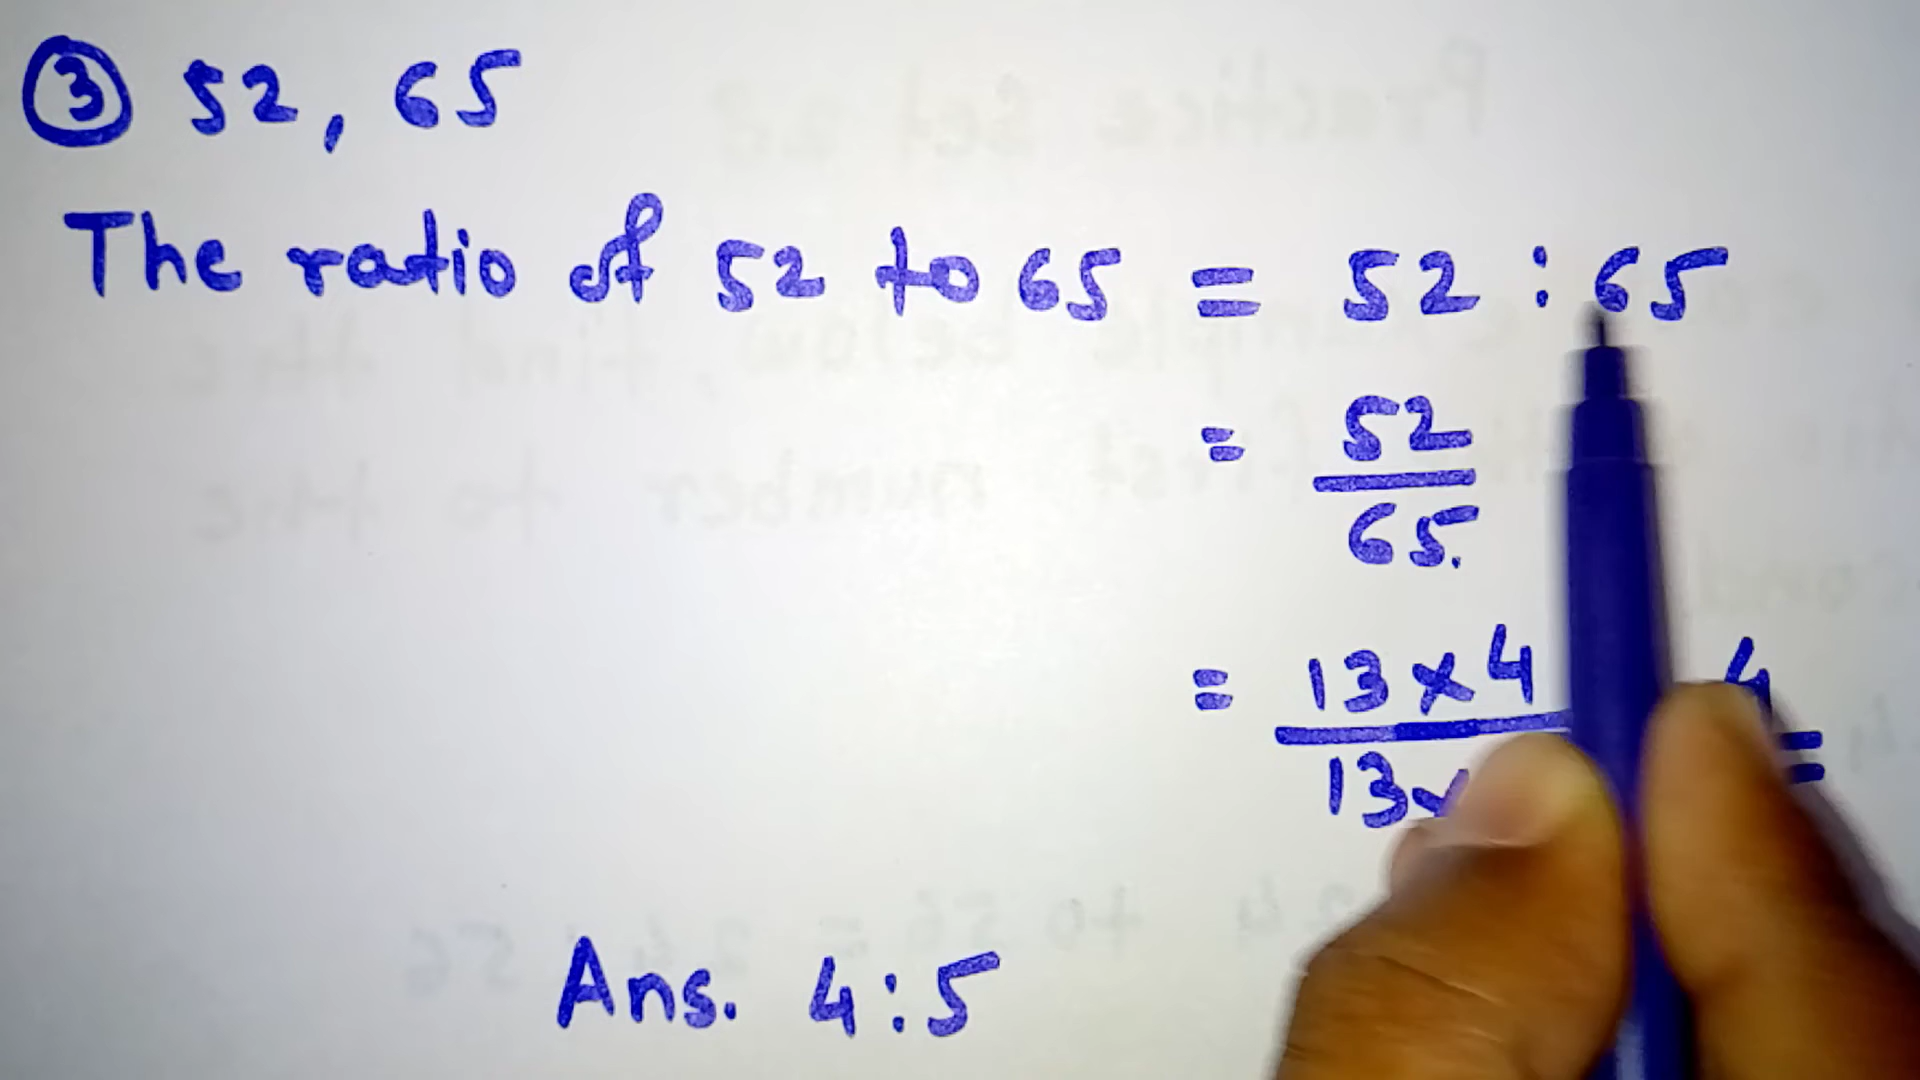 3 52, 65
The ratio of 52 to 65 = 52 : 65
= 52
65.
= 13 x 4 4
13 x =
Ans. 4:5